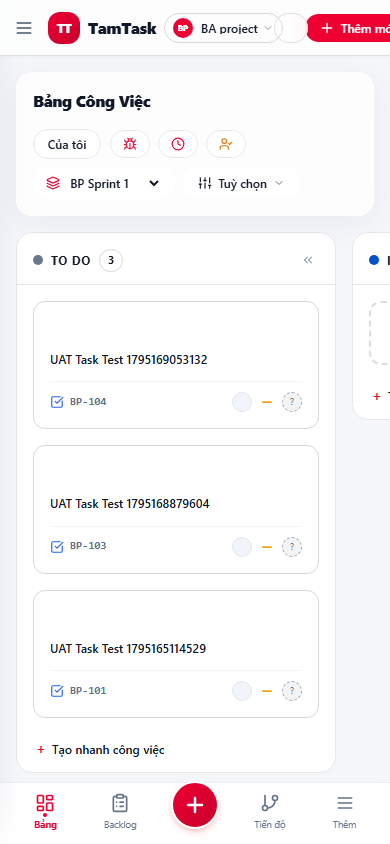 TT TamTask BP BA project + Thêm mớ
Bảng Công Việc
Của tôi
BP Sprint 1 Tuỳ chọn
TO DO 3
UAT Task Test 1795169053132
BP-104 ?
UAT Task Test 1795168879604
BP-103 ?
UAT Task Test 1795165114529
BP-101 ?
+ Tạo nhanh công việc
Bảng Backlog Tiến độ Thêm